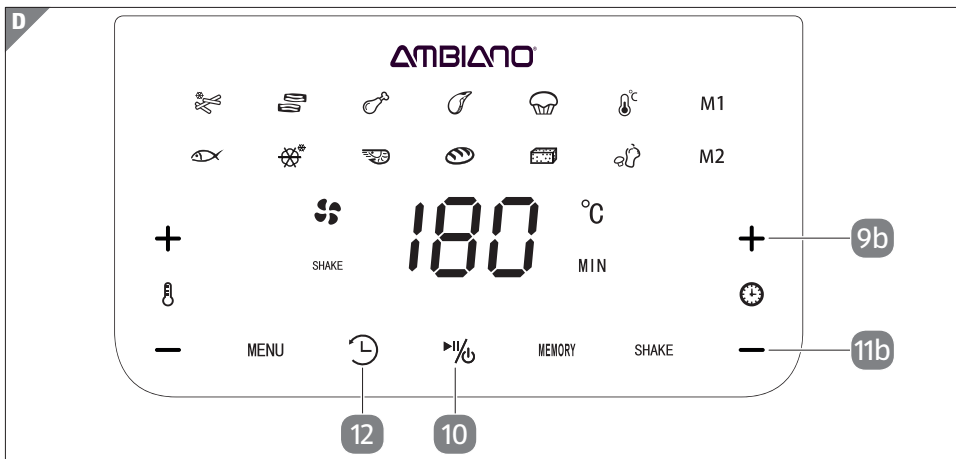 D
AMBIANO®
°C M1
M2
180 °C
+ + 9b
SHAKE MIN
− MENU MEMORY SHAKE − 11b
12 10